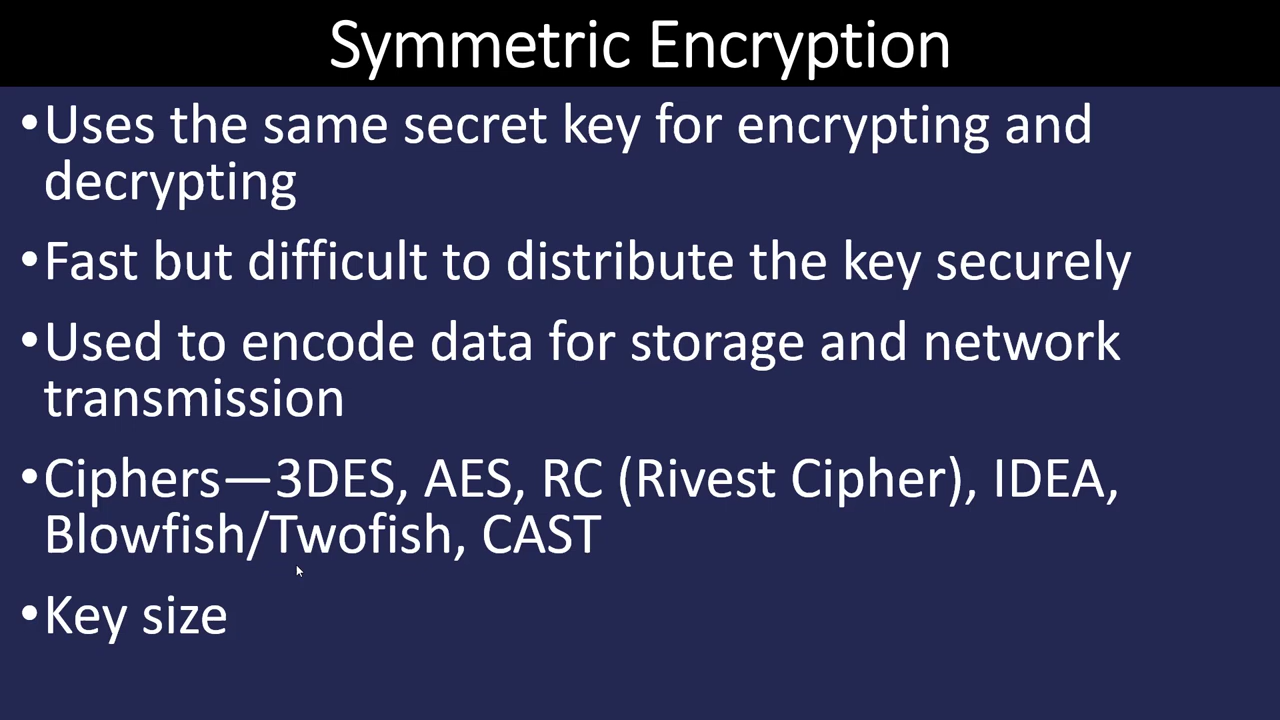 Symmetric Encryption
•Uses the same secret key for encrypting and
decrypting
•Fast but difficult to distribute the key securely
•Used to encode data for storage and network
transmission
•Ciphers—3DES, AES, RC (Rivest Cipher), IDEA,
Blowfish/Twofish, CAST
•Key size